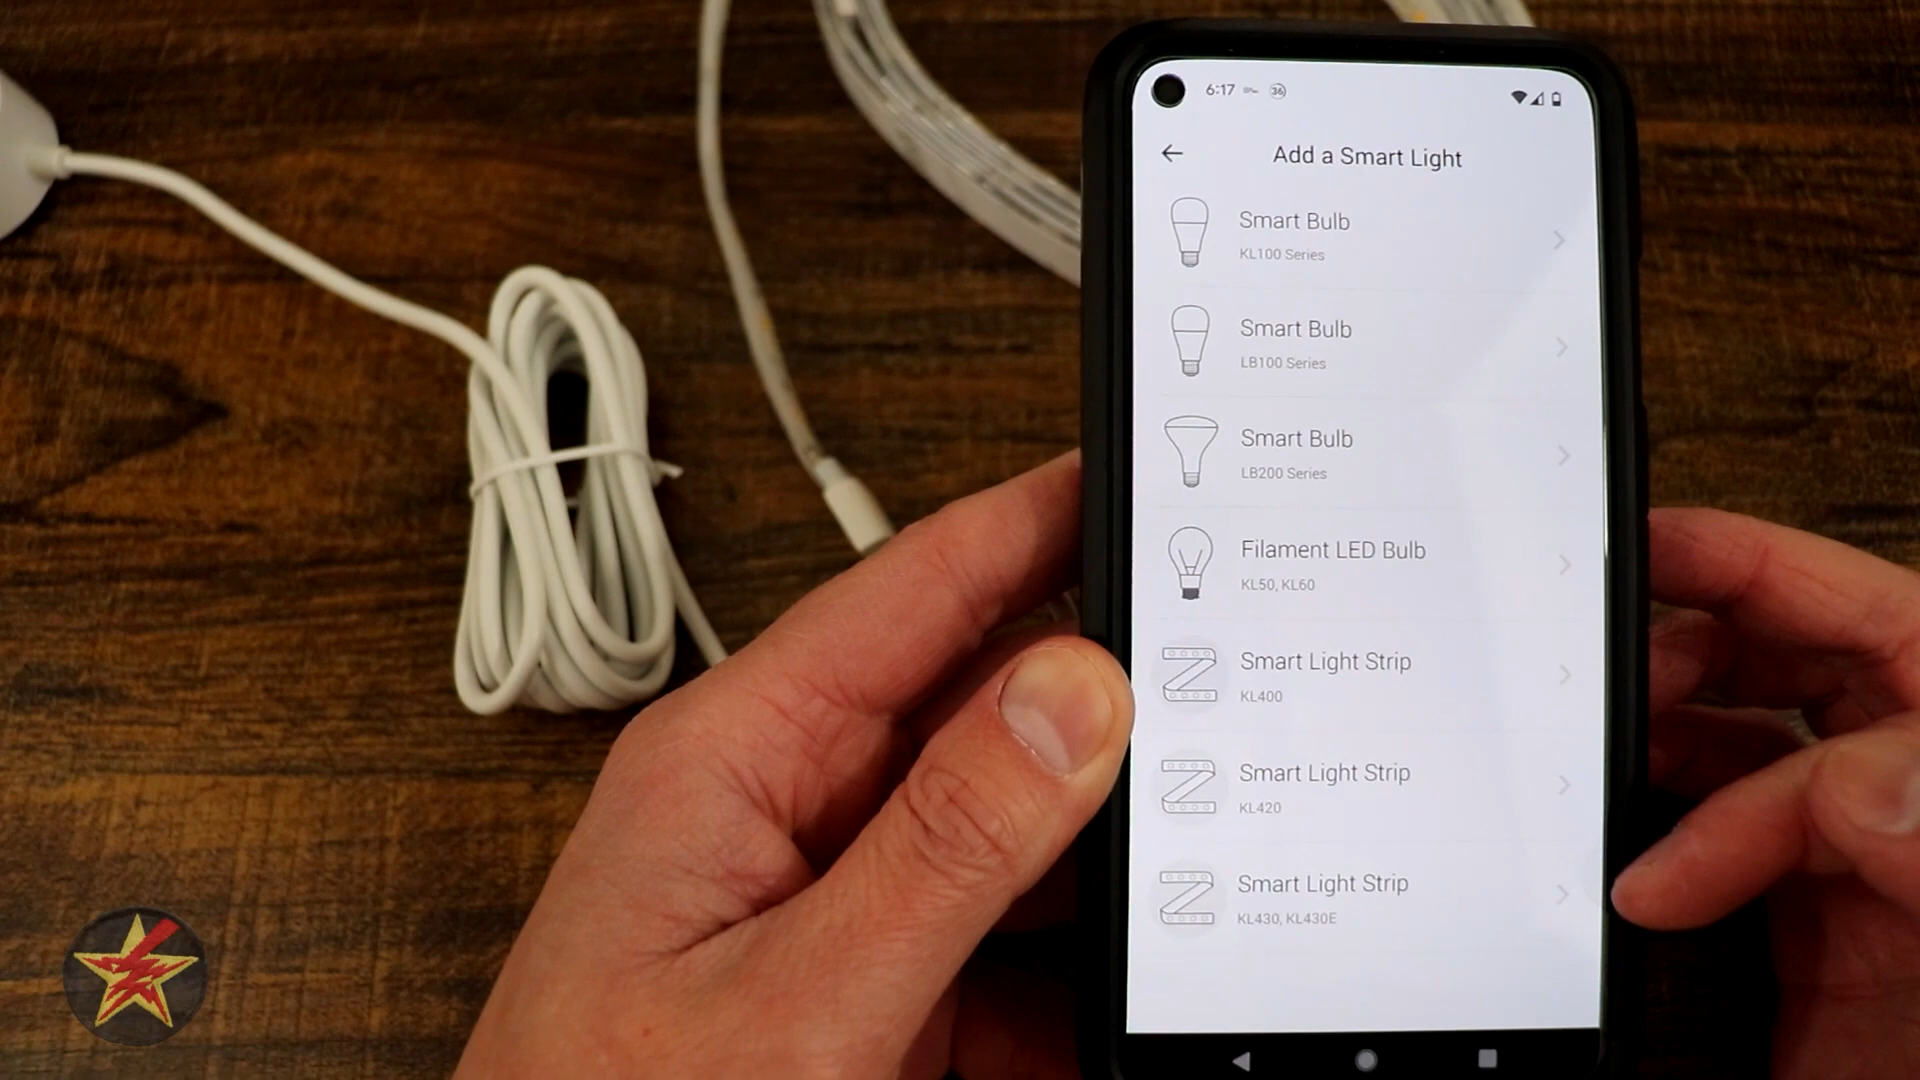 6:17 36
Add a Smart Light
Smart Bulb
KL100 Series
Smart Bulb
LB100 Series
Smart Bulb
LB200 Series
Filament LED Bulb
KL50, KL60
Smart Light Strip
KL400
Smart Light Strip
KL420
Smart Light Strip
KL430, KL430E